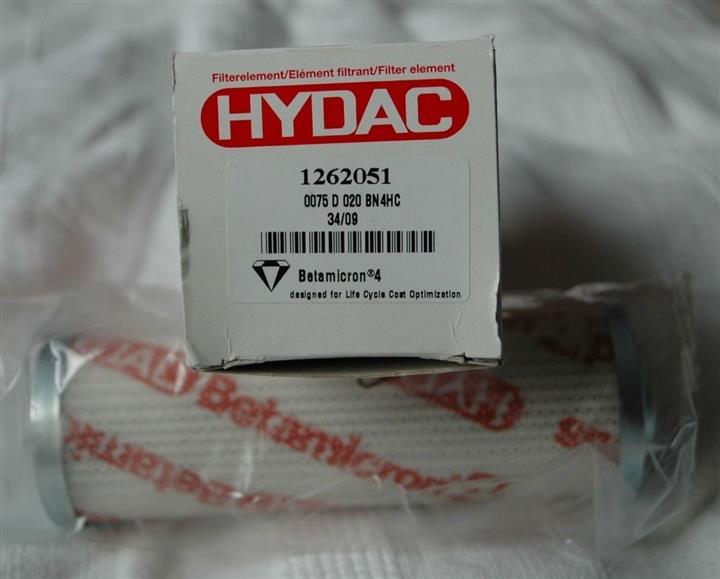 Filterelement/Elément filtrant/Filter element
HYDAC
1262051
0075 D 020 BN4HC
34/09
Betamicron®4
designed for Life Cycle Cost Optimization
Betamicron